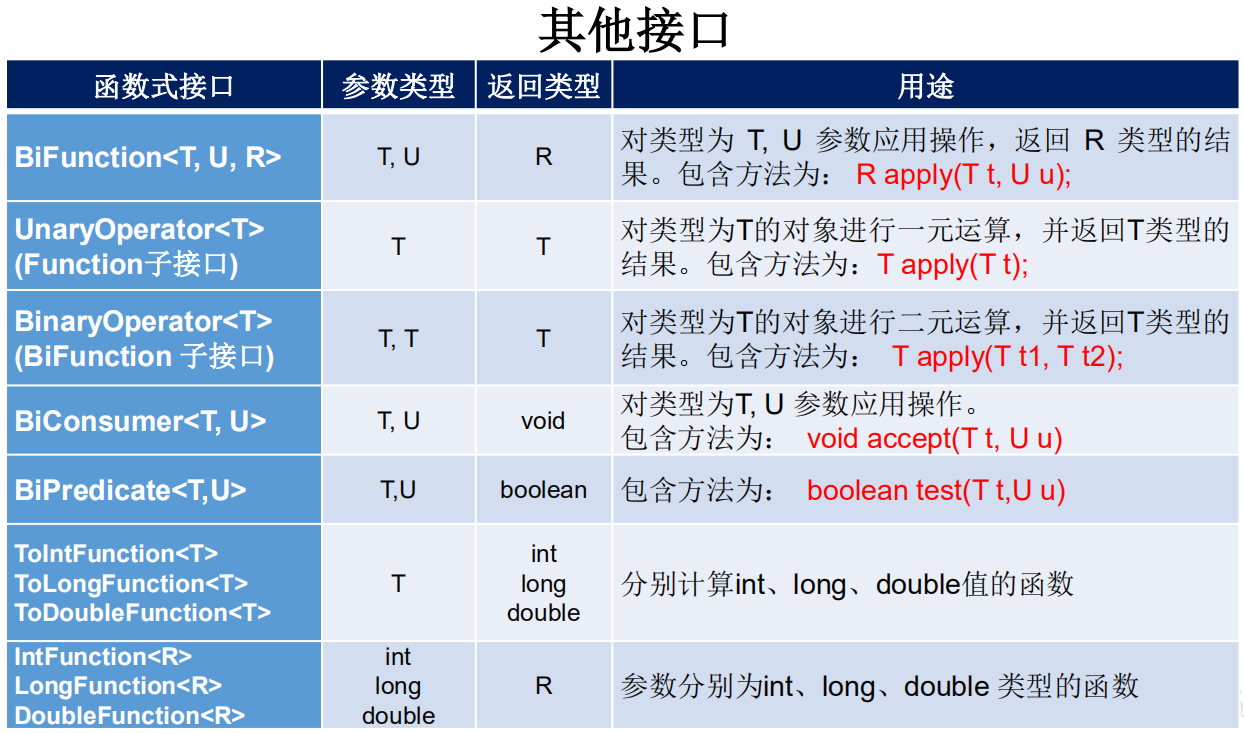 其他接口
函数式接口
参数类型
返回类型
用途
BiFunction<T, U, R>
T, U
R
对类型为 T, U 参数应用操作，返回 R 类型的结
果。包含方法为： R apply(T t, U u);
UnaryOperator<T>
(Function子接口)
T
T
对类型为T的对象进行一元运算，并返回T类型的
结果。包含方法为：T apply(T t);
BinaryOperator<T>
(BiFunction 子接口)
T, T
T
对类型为T的对象进行二元运算，并返回T类型的
结果。包含方法为： T apply(T t1, T t2);
BiConsumer<T, U>
T, U
void
对类型为T, U 参数应用操作。
包含方法为： void accept(T t, U u)
BiPredicate<T,U>
T,U
boolean
包含方法为： boolean test(T t,U u)
ToIntFunction<T>
ToLongFunction<T>
ToDoubleFunction<T>
T
int
long
double
分别计算int、long、double值的函数
IntFunction<R>
LongFunction<R>
DoubleFunction<R>
int
long
double
R
参数分别为int、long、double 类型的函数